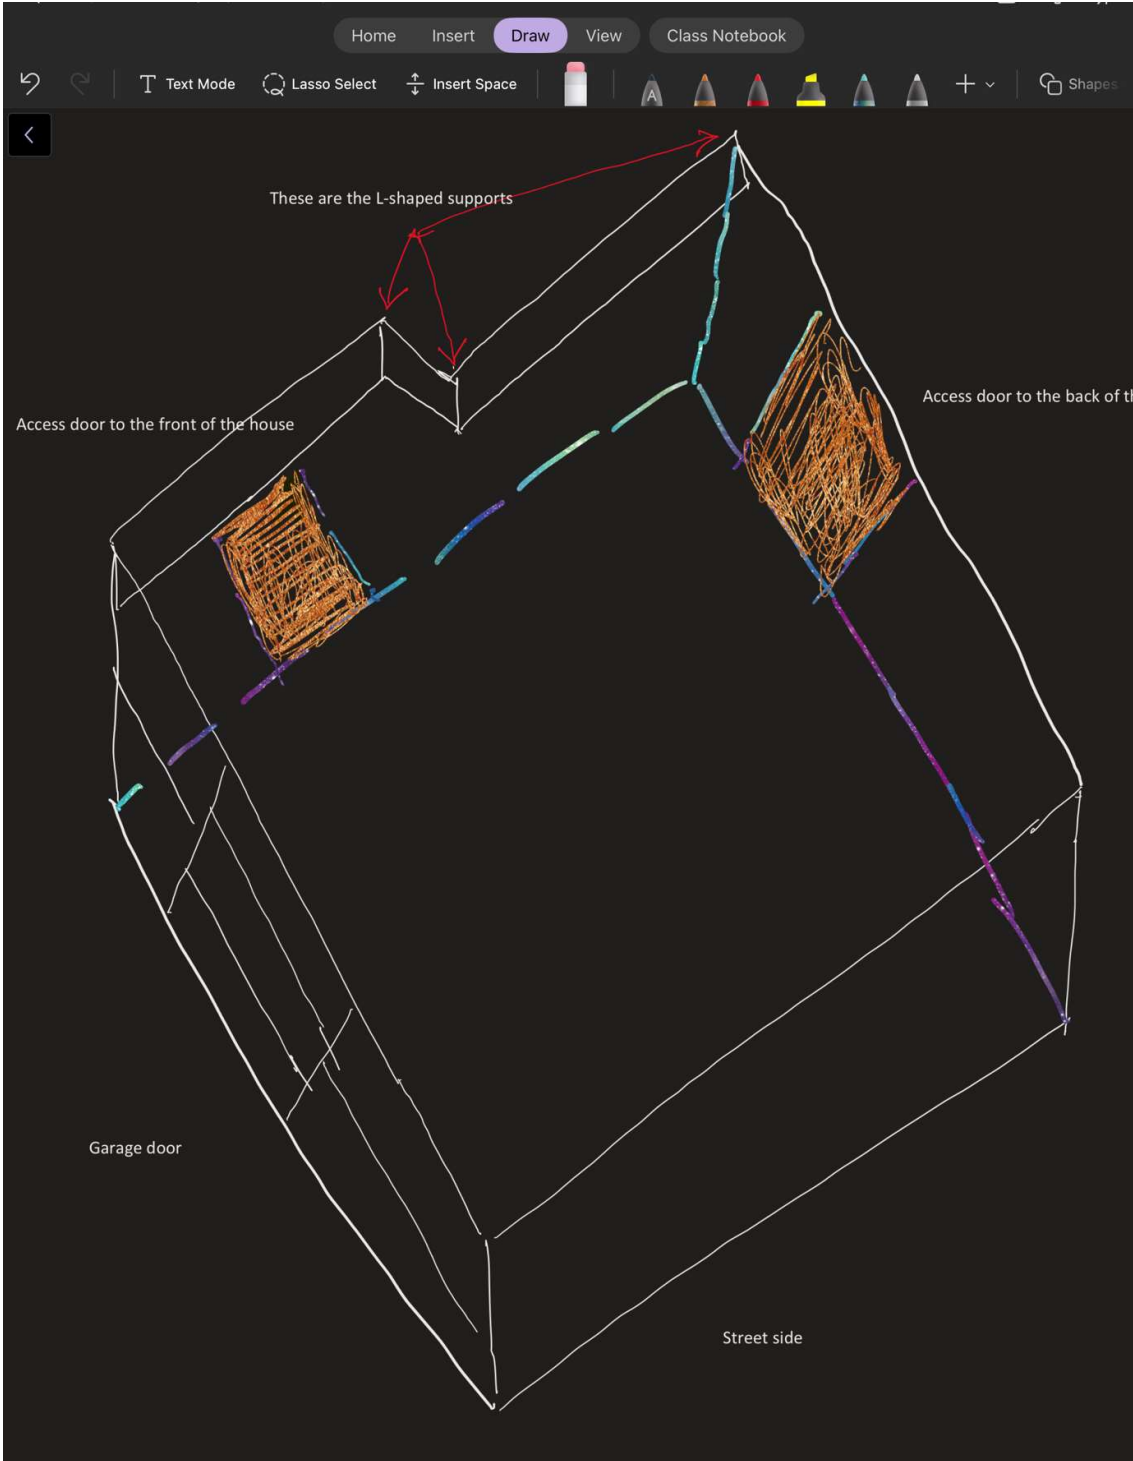 Home Insert Draw View Class Notebook
Text Mode Lasso Select Insert Space A Shapes
These are the L-shaped supports
Access door to the back of
Access door to the front of the house
Garage door
Street side